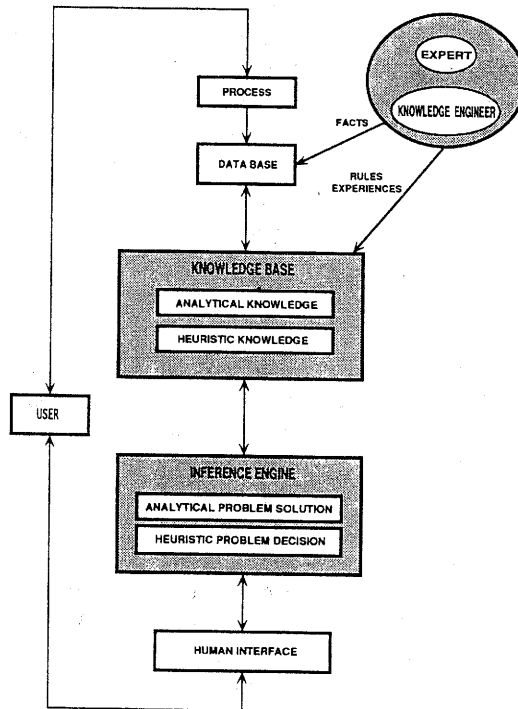 EXPERT
PROCESS
KNOWLEDGE ENGINEER
FACTS
DATA BASE
RULES
EXPERIENCES
KNOWLEDGE BASE
ANALYTICAL KNOWLEDGE
HEURISTIC KNOWLEDGE
USER
INFERENCE ENGINE
ANALYTICAL PROBLEM SOLUTION
HEURISTIC PROBLEM DECISION
HUMAN INTERFACE